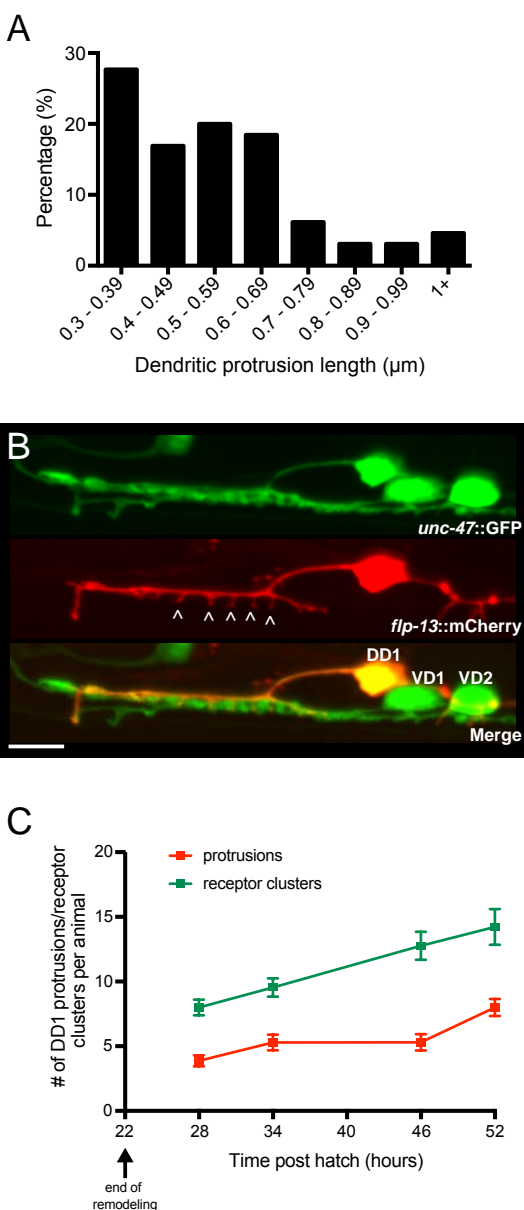 A
Percentage (%)
30
20
10
0
0.3 - 0.39
0.4 - 0.49
0.5 - 0.59
0.6 - 0.69
0.7 - 0.79
0.8 - 0.89
0.9 - 0.99
1+
Dendritic protrusion length (µm)
B
unc-47::GFP
flp-13::mCherry
^ ^ ^ ^ ^
DD1
VD1 VD2
Merge
C
# of DD1 protrusions/receptor
clusters per animal
20
15
10
5
0
protrusions
receptor clusters
22 28 34 40 46 52
Time post hatch (hours)
end of
remodeling